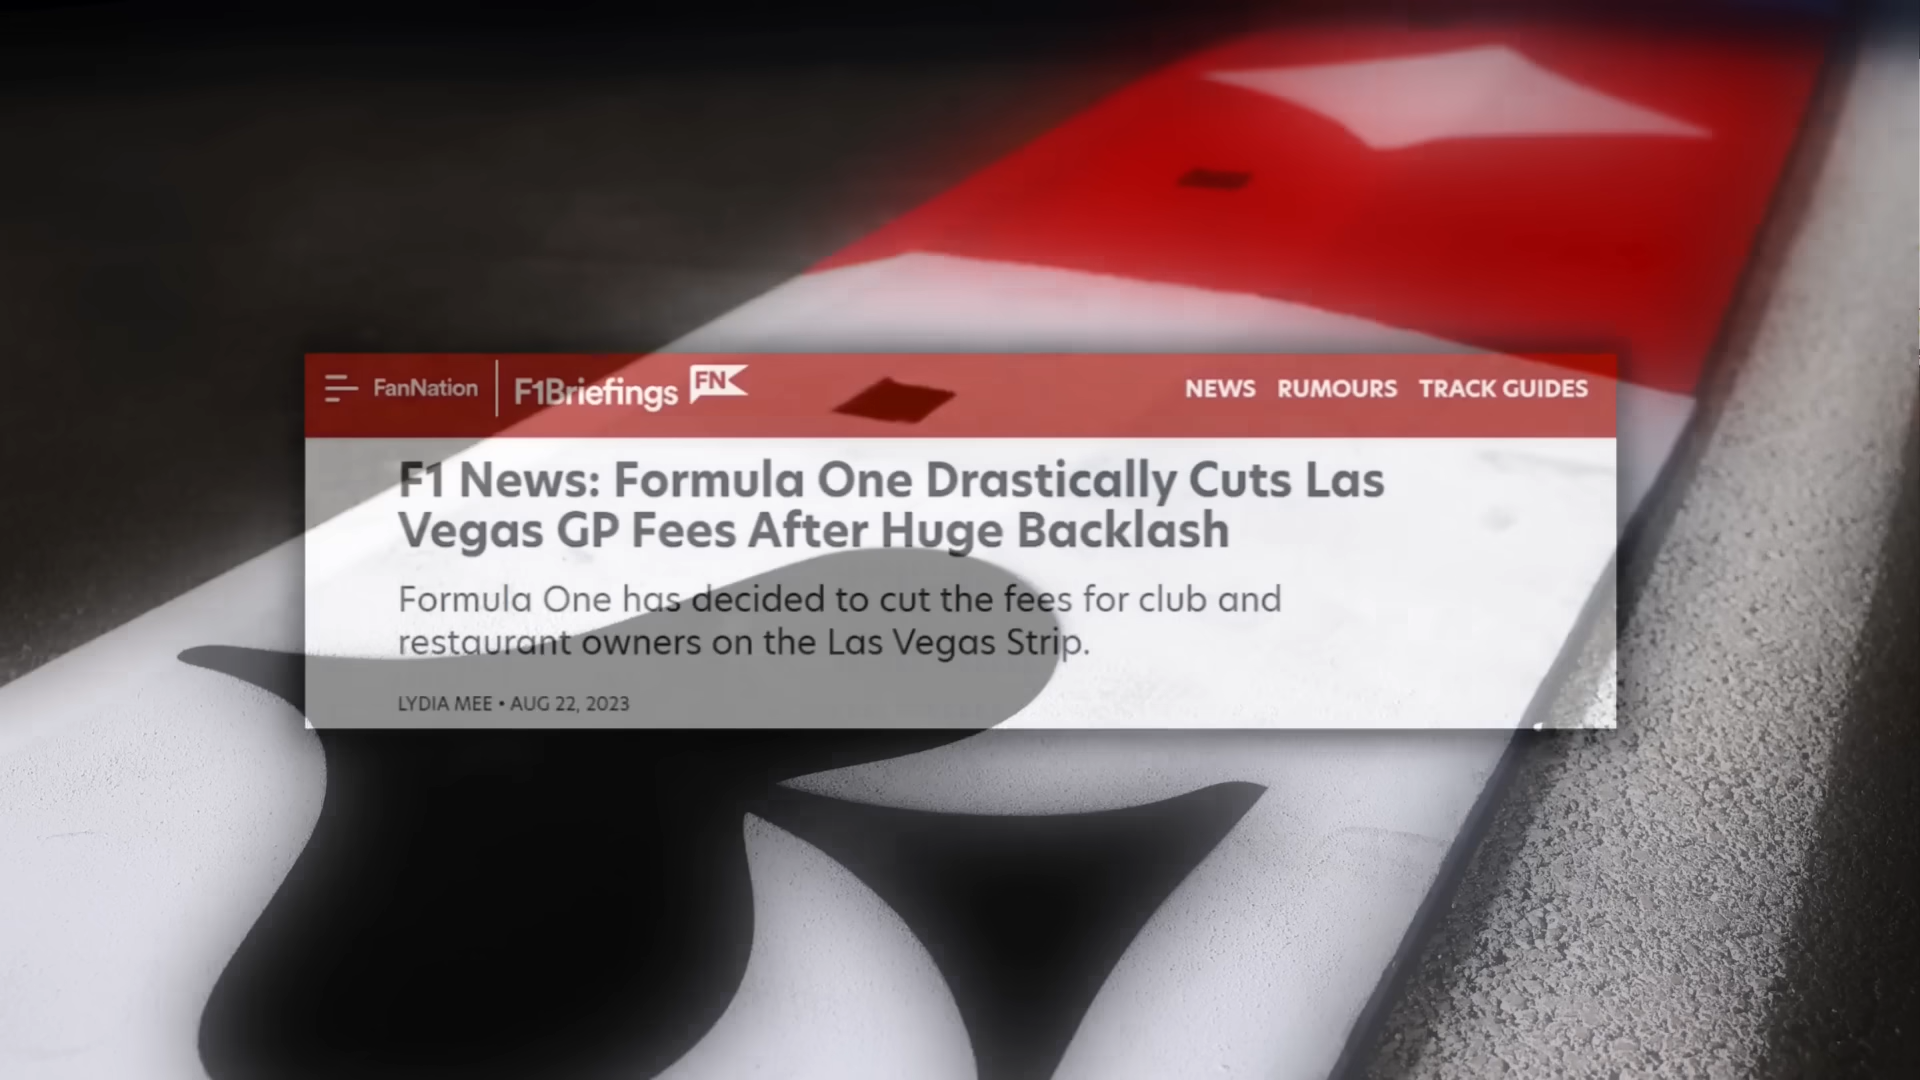 FanNation F1Briefings FN NEWS RUMOURS TRACK GUIDES
F1 News: Formula One Drastically Cuts Las
Vegas GP Fees After Huge Backlash
Formula One has decided to cut the fees for club and
restaurant owners on the Las Vegas Strip.
LYDIA MEE • AUG 22, 2023